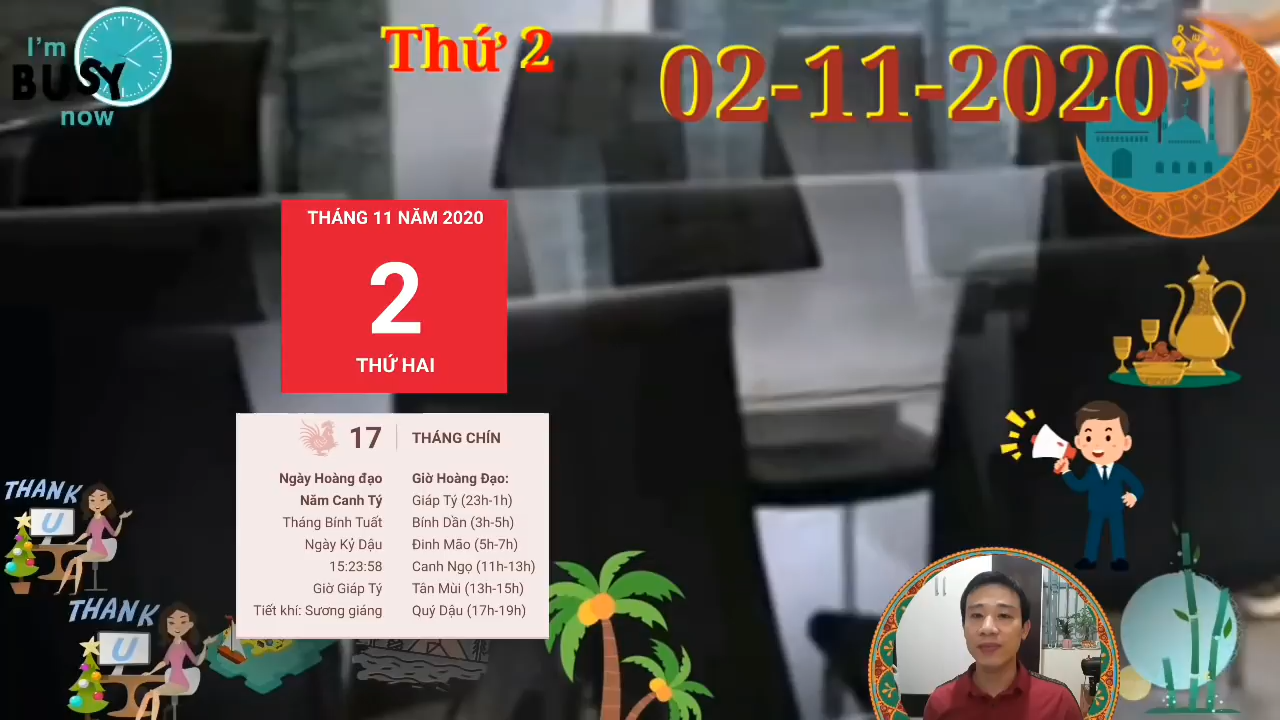 I'm
BUSY
now
Thứ 2
02-11-2020
THÁNG 11 NĂM 2020
2
THỨ HAI
17 THÁNG CHÍN
Ngày Hoàng đạo
Năm Canh Tý
Tháng Bính Tuất
Ngày Kỷ Dậu
15:23:58
Giờ Giáp Tý
Tiết khí: Sương giáng
Giờ Hoàng Đạo:
Giáp Tý (23h-1h)
Bính Dần (3h-5h)
Đinh Mão (5h-7h)
Canh Ngọ (11h-13h)
Tân Mùi (13h-15h)
Quý Dậu (17h-19h)
THANK
U
THANK
U